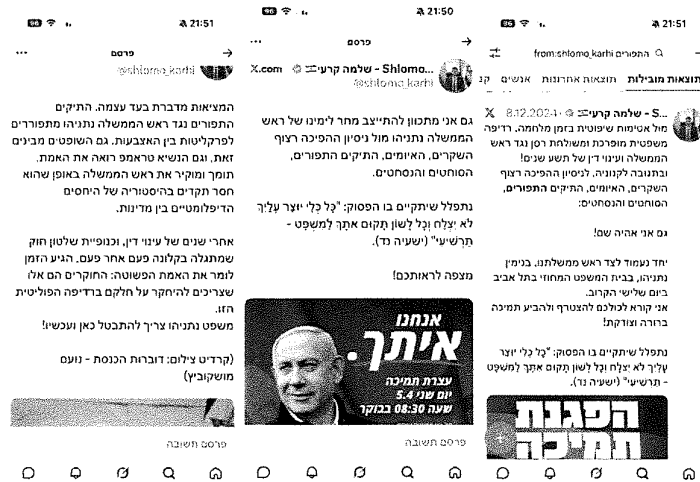 21:51
פרסם
@shlomo_karhi
המציאות מדברת בעד עצמה. התיקים
התפורים נגד ראש הממשלה נתניהו מתפוררים
לפרקליטות בין האצבעות. גם השופטים מבינים
זאת, וגם הנשיא טראמפ רואה את האמת,
תומך ומוקיר את ראש הממשלה באופן שהוא
חסר תקדים בהיסטוריה של היחסים
הדיפלומטיים בין מדינות.
אחרי שנים של עינוי דין, וכנופיית שלטון חוק
שמתגלה בקלונה פעם אחר פעם, הגיע הזמן
לומר את האמת הפשוטה: החוקרים הם אלו
שצריכים להיחקר על חלקם ברדיפה הפוליטית
הזו.
משפט נתניהו צריך להתבטל כאן ועכשיו!
(קרדיט צילום: דוברות הכנסת - נועם
מושקוביץ)
פרסם תשובה
21:50
פרסם
שלמה קרעי - Shlomo...
X.com
@shlomo_karhi
גם אני מתכוון להתייצב מחר לימינו של ראש
הממשלה נתניהו מול ניסיון ההפיכה רצוף
השקרים, האיומים, התיקים התפורים,
הסוחטים והנסחטים.
נתפלל שיתקיים בו הפסוק: "כָּל כְּלִי יוּצַר עָלַיִךְ
לֹא יִצְלָח וְכָל לָשׁוֹן תָּקוּם אִתָּךְ לַמִּשְׁפָּט -
תַּרְשִׁיעִי" (ישעיה נד).
מצפה לראותכם!
אנחנו
איתך.
עצרת תמיכה
יום שני 5.4
שעה 08:30 בבוקר
פרסם תשובה
21:51
התפורים from:shlomo_karhi
תוצאות מובילות
תוצאות אחרונות
אנשים
שלמה קרעי - S...
8.12.2024
מול אטימות שיפוטית בזמן מלחמה, רדיפה
משפטית מופרכת ומשולחת רסן נגד ראש
הממשלה ועינוי דין של תשע שנים!
ובתגובה לקנוניה, לניסיון ההפיכה רצוף
השקרים, האיומים, התיקים התפורים,
הסוחטים והנסחטים:
גם אני אהיה שם!
יחד נעמוד לצד ראש ממשלתנו, בנימין
נתניהו, בבית המשפט המחוזי בתל אביב
ביום שלישי הקרוב.
אני קורא לכולכם להצטרף ולהביע תמיכה
ברורה וצודקת!
נתפלל שיתקיים בו הפסוק: "כָּל כְּלִי יוּצַר
עָלַיִךְ לֹא יִצְלָח וְכָל לָשׁוֹן תָּקוּם אִתָּךְ לַמִּשְׁפָּט
- תַּרְשִׁיעִי" (ישעיה נד).
הפגנת
תמיכה